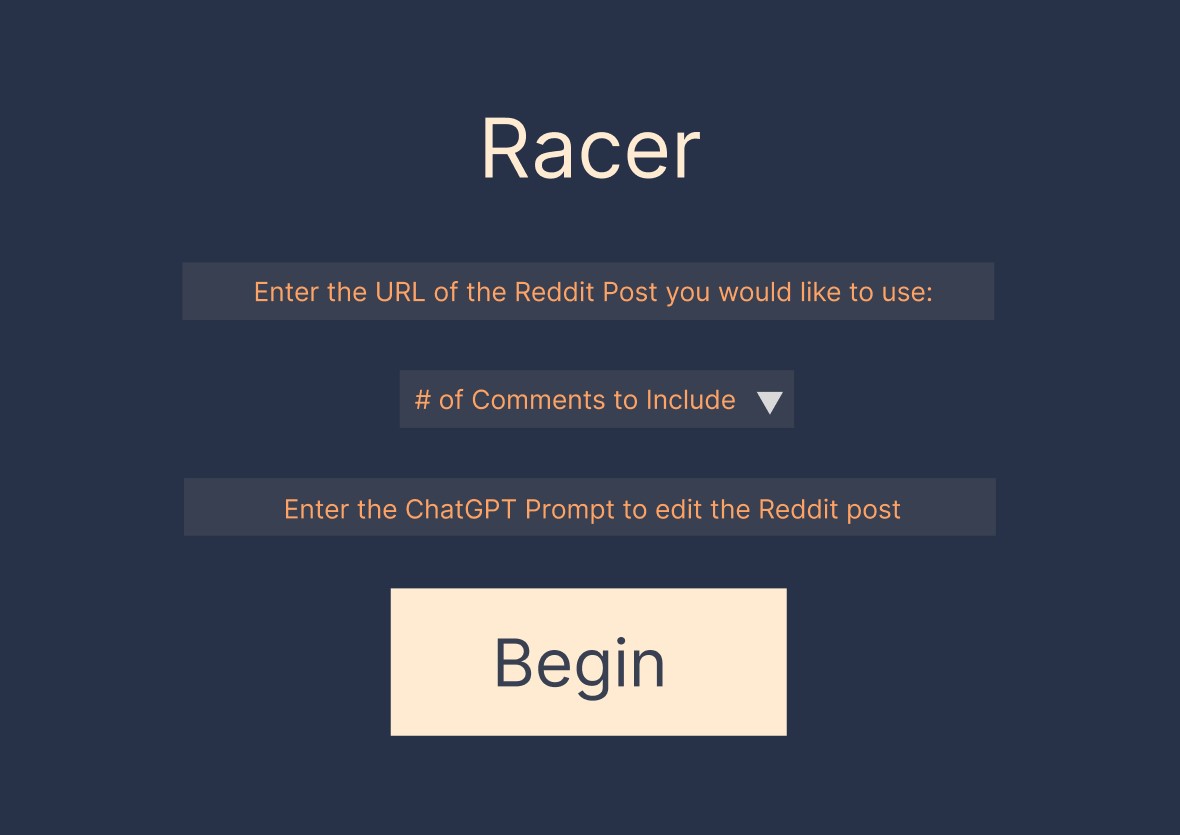 Racer
Enter the URL of the Reddit Post you would like to use:
# of Comments to Include
Enter the ChatGPT Prompt to edit the Reddit post
Begin